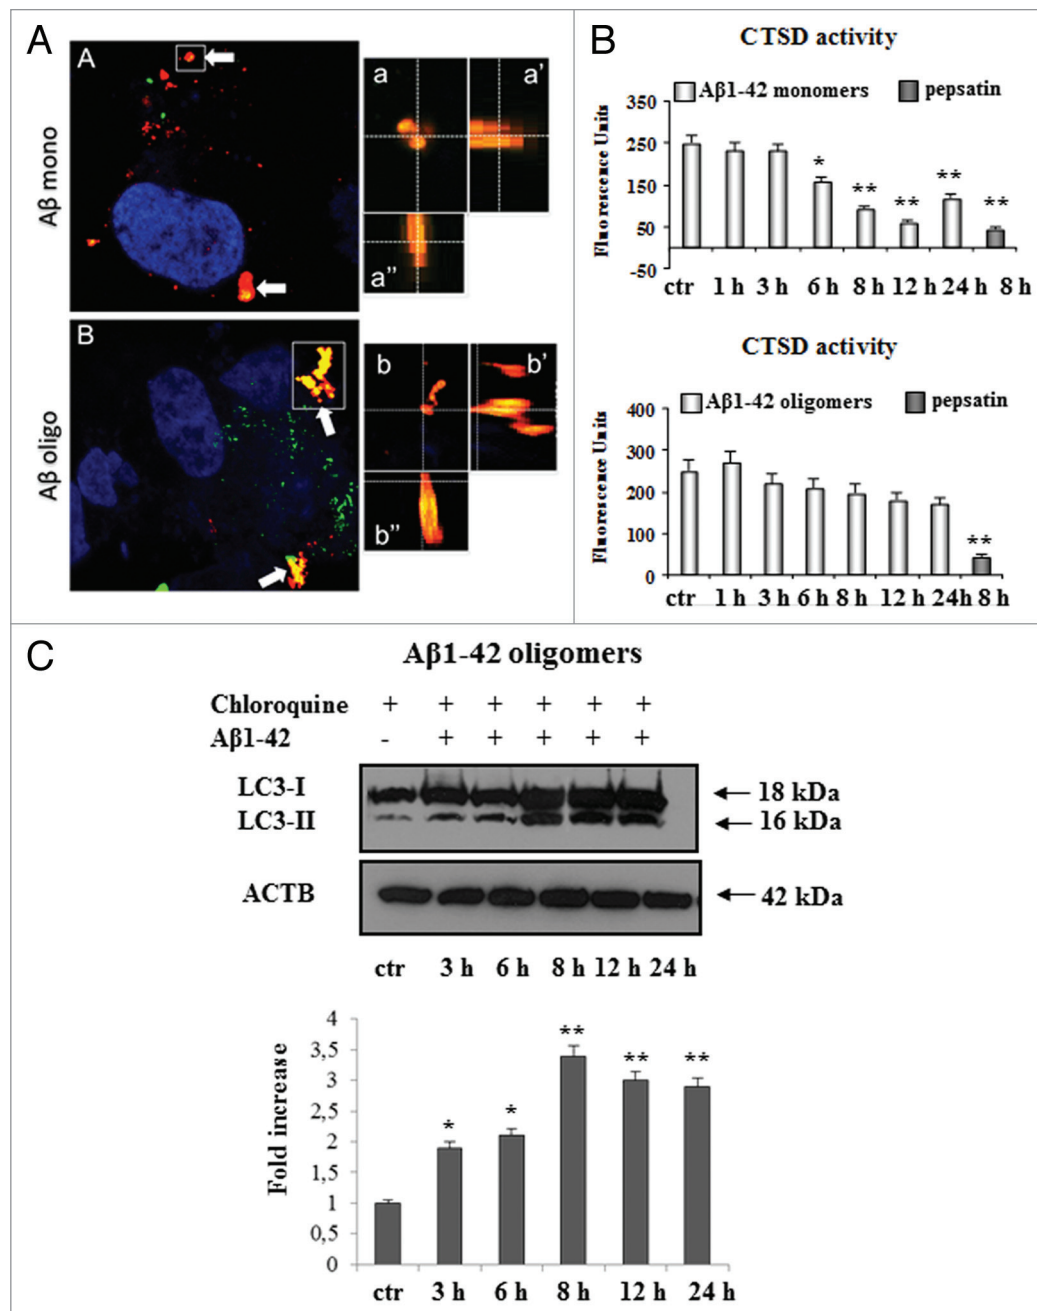 A
A
Aβ mono
a
a’
a”
B
Aβ oligo
b
b’
b”
B
CTSD activity
Aβ1-42 monomers pepsatin
Fluorescence Units
350
250
150
50
-50
* ** ** ** **
ctr 1 h 3 h 6 h 8 h 12 h 24 h 8 h
CTSD activity
Aβ1-42 oligomers pepsatin
Fluorescence Units
400
300
200
100
0
**
ctr 1 h 3 h 6 h 8 h 12 h 24h 8 h
C
Aβ1-42 oligomers
Chloroquine + + + + + +
Aβ1-42 - + + + + +
LC3-I 18 kDa
LC3-II 16 kDa
ACTB 42 kDa
ctr 3 h 6 h 8 h 12 h 24 h
Fold increase
4
3,5
3
2,5
2
1,5
1
0,5
0
* * ** ** **
ctr 3 h 6 h 8 h 12 h 24 h